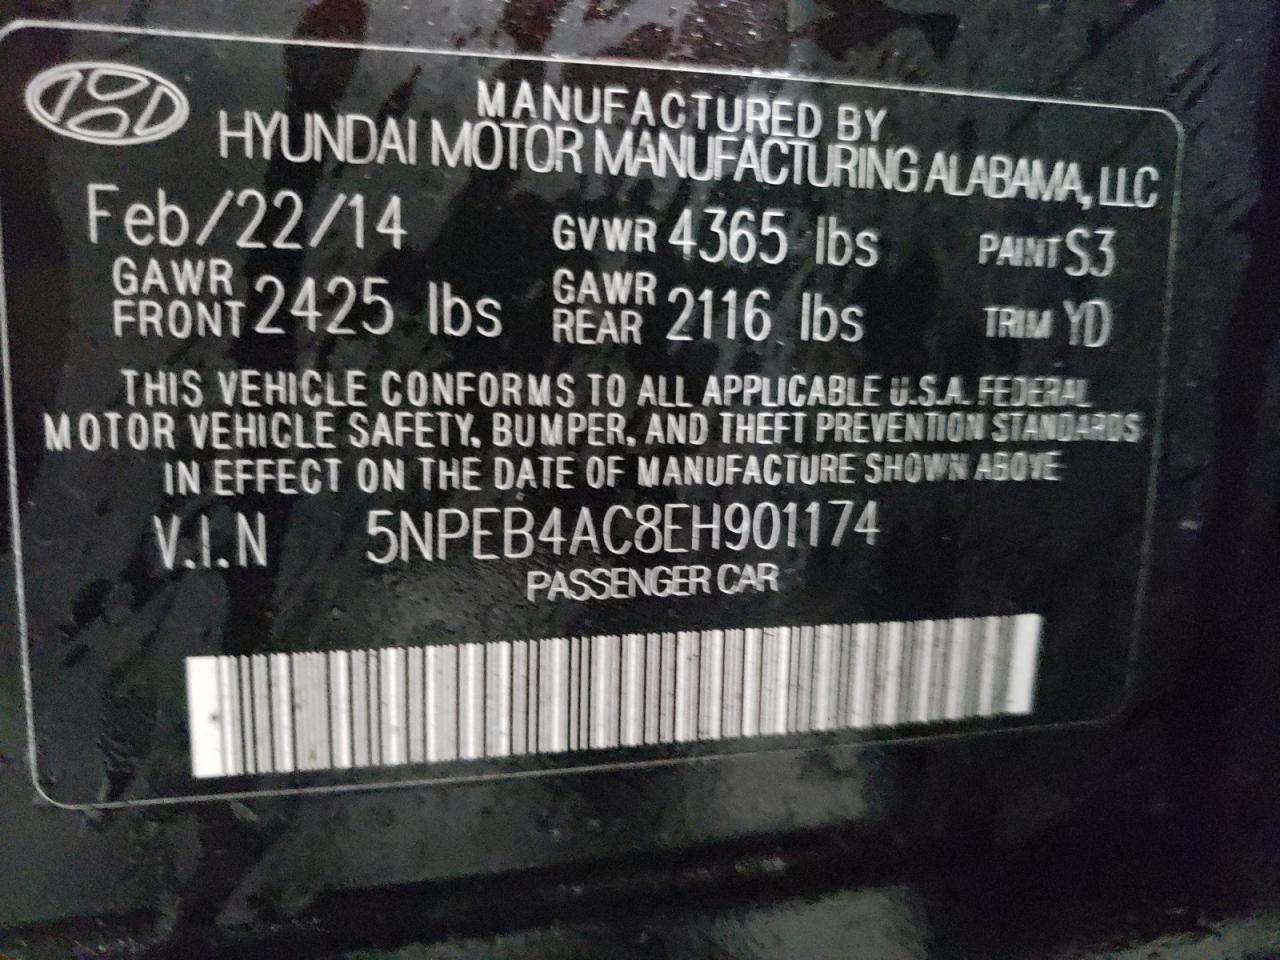 MANUFACTURED BY
HYUNDAI MOTOR MANUFACTURING ALABAMA, LLC
Feb/22/14 GVWR 4365 lbs PAINT S3
GAWR FRONT 2425 lbs GAWR REAR 2116 lbs TRIM YD
THIS VEHICLE CONFORMS TO ALL APPLICABLE U.S.A. FEDERAL
MOTOR VEHICLE SAFETY, BUMPER, AND THEFT PREVENTION STANDARDS
IN EFFECT ON THE DATE OF MANUFACTURE SHOWN ABOVE
V.I.N 5NPEB4AC8EH901174
PASSENGER CAR